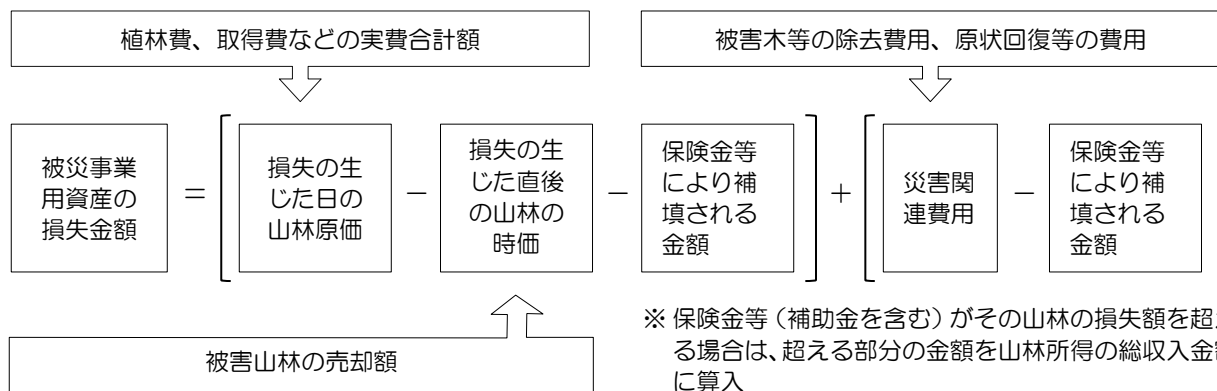 植林費、取得費などの実費合計額
被害木等の除去費用、原状回復等の費用
被災事業
用資産の
損失金額
＝
損失の生
じた日の
山林原価
－
損失の生
じた直後
の山林の
時価
－
保険金等
により補
填される
金額
＋
災害関
連費用
－
保険金等
により補
填される
金額
被害山林の売却額
※ 保険金等（補助金を含む）がその山林の損失額を超え
る場合は、超える部分の金額を山林所得の総収入金額
に算入